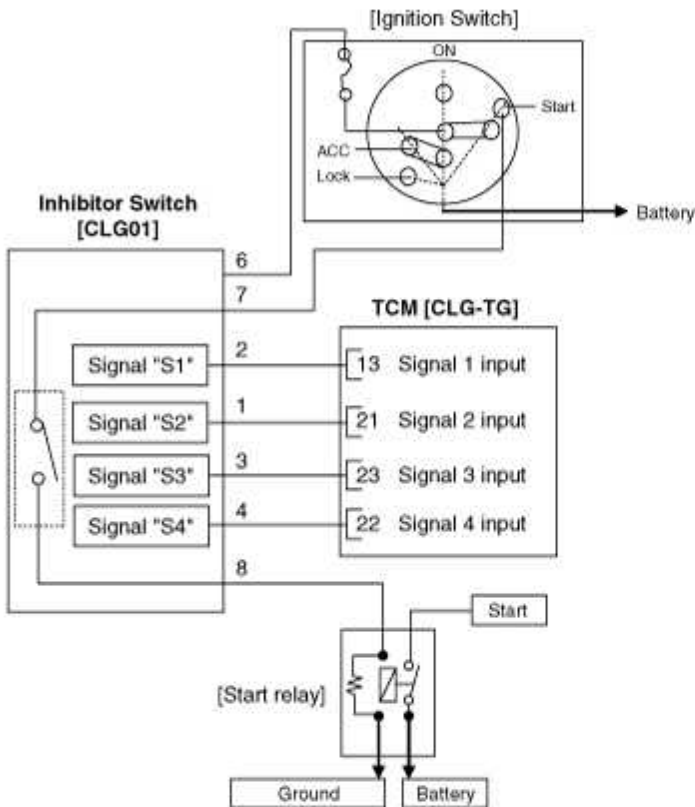 [Ignition Switch]
ON
Start
ACC
Lock
Battery
Inhibitor Switch
[CLG01]
6
7
TCM [CLG-TG]
Signal "S1"
2
13 Signal 1 input
Signal "S2"
1
21 Signal 2 input
Signal "S3"
3
23 Signal 3 input
Signal "S4"
4
22 Signal 4 input
8
Start
[Start relay]
Ground
Battery